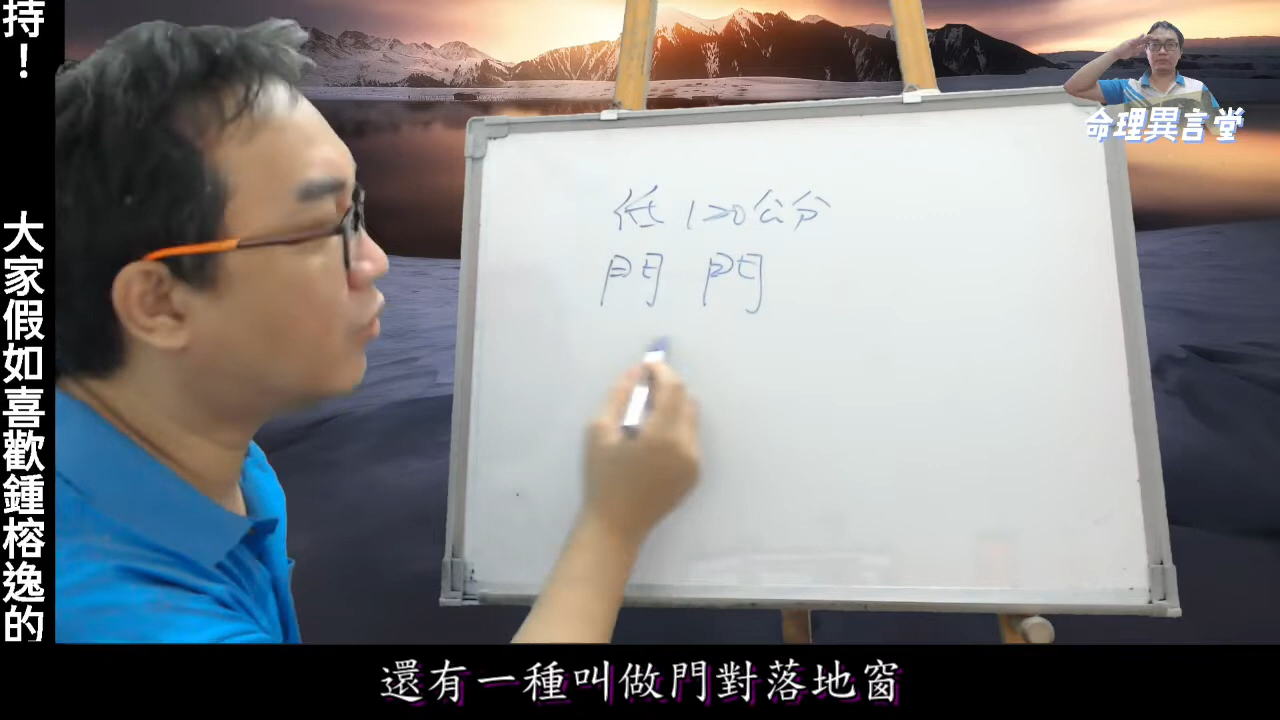 持！
大家假如喜歡鍾榕逸的
命理異言堂
低120公分
門 門
還有一種叫做門對落地窗